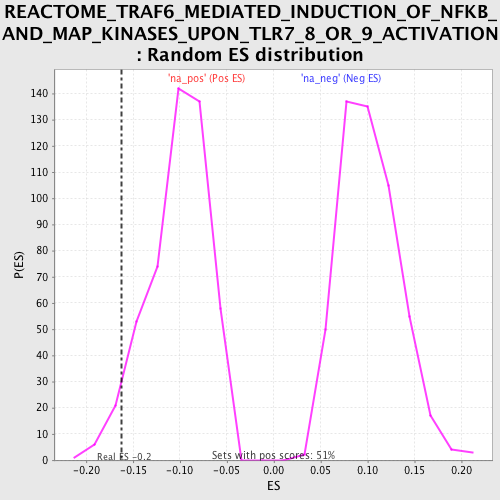 REACTOME_TRAF6_MEDIATED_INDUCTION_OF_NFKB_
AND_MAP_KINASES_UPON_TLR7_8_OR_9_ACTIVATION
: Random ES distribution
'na_pos' (Pos ES) 'na_neg' (Neg ES)
140
130
120
110
100
90
80
70
60
50
40
30
20
10
0
P(ES)
Real ES -0.2 Sets with pos scores: 51%
-0.20 -0.15 -0.10 -0.05 0.00 0.05 0.10 0.15 0.20
ES